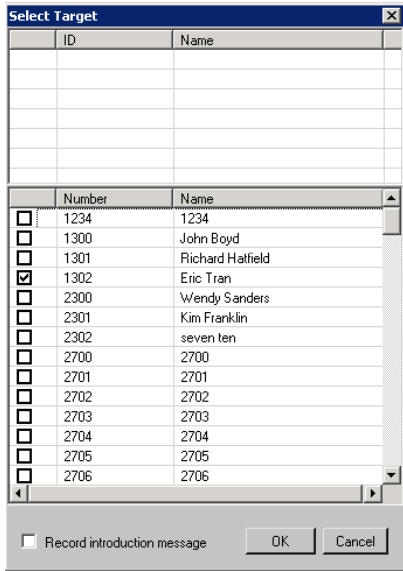 Select Target
ID Name
Number Name
1234 1234
1300 John Boyd
1301 Richard Hatfield
1302 Eric Tran
2300 Wendy Sanders
2301 Kim Franklin
2302 seven ten
2700 2700
2701 2701
2702 2702
2703 2703
2704 2704
2705 2705
2706 2706
Record introduction message OK Cancel